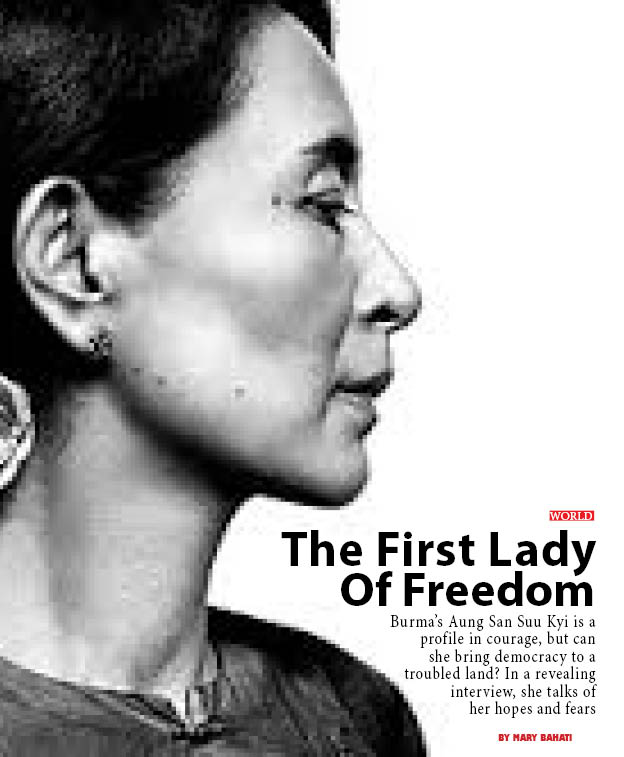 WORLD
The First Lady
Of Freedom
Burma's Aung San Suu Kyi is a
profile in courage, but can
she bring democracy to a
troubled land? In a revealing
interview, she talks of
her hopes and fears
BY MARY BAHATI